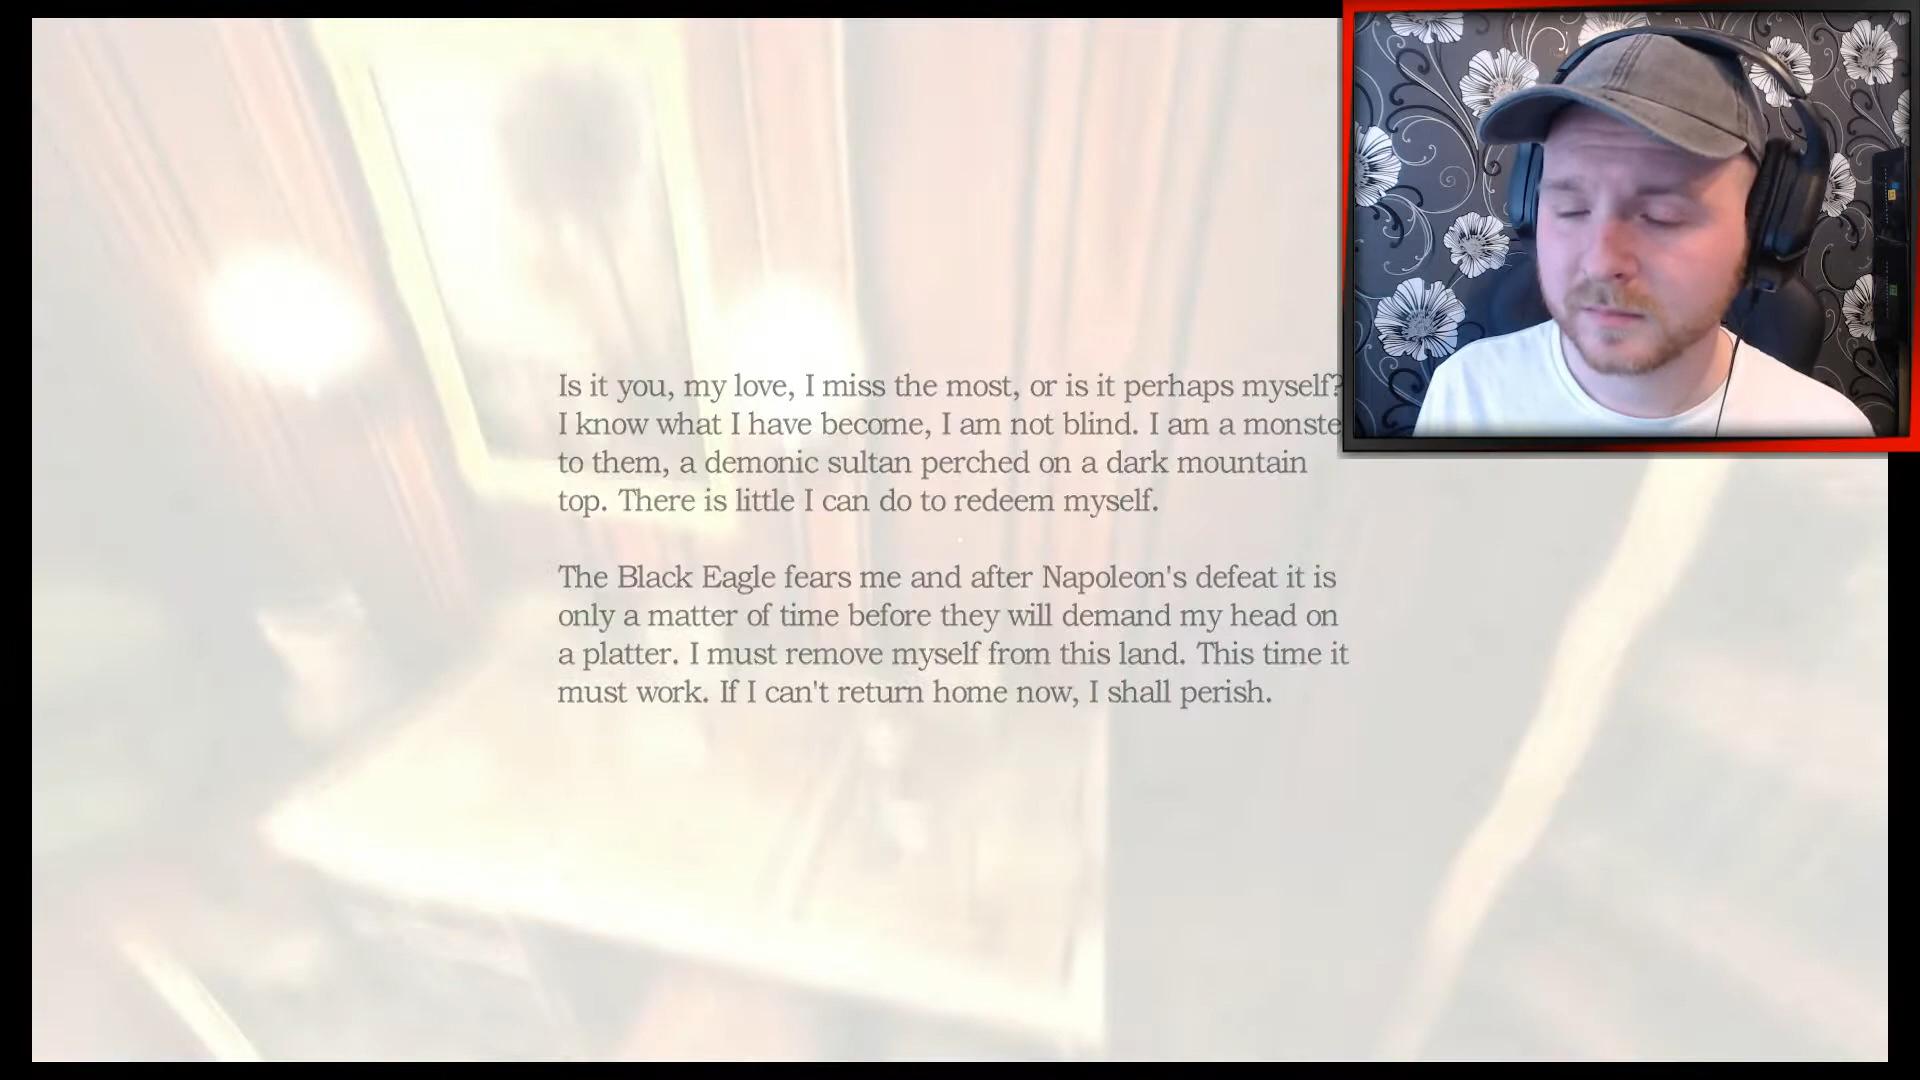 Is it you, my love, I miss the most, or is it perhaps myself?
I know what I have become, I am not blind. I am a monste
to them, a demonic sultan perched on a dark mountain
top. There is little I can do to redeem myself.
The Black Eagle fears me and after Napoleon's defeat it is
only a matter of time before they will demand my head on
a platter. I must remove myself from this land. This time it
must work. If I can't return home now, I shall perish.